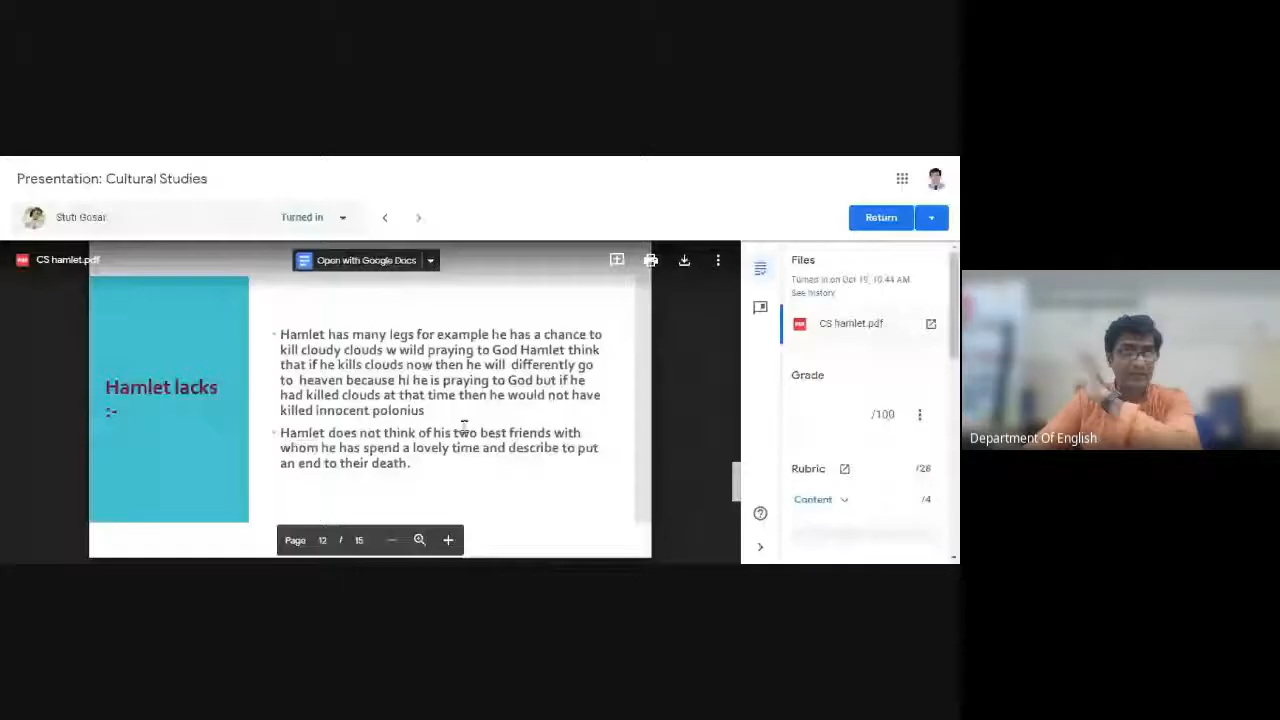 Presentation: Cultural Studies
Stuti Gosai
Turned in
Return
CS hamlet.pdf
Open with Google Docs
Hamlet lacks
:-
Hamlet has many legs for example he has a chance to
kill cloudy clouds w wild praying to God Hamlet think
that if he kills clouds now then he will differently go
to heaven because hi he is praying to God but if he
had killed clouds at that time then he would not have
killed innocent polonius
Hamlet does not think of his two best friends with
whom he has spend a lovely time and describe to put
an end to their death.
Page 12 / 15
Files
Turned in on Oct 19, 10:44 AM
See history
CS hamlet.pdf
Grade
/100
Rubric /28
Content /4
Department Of English